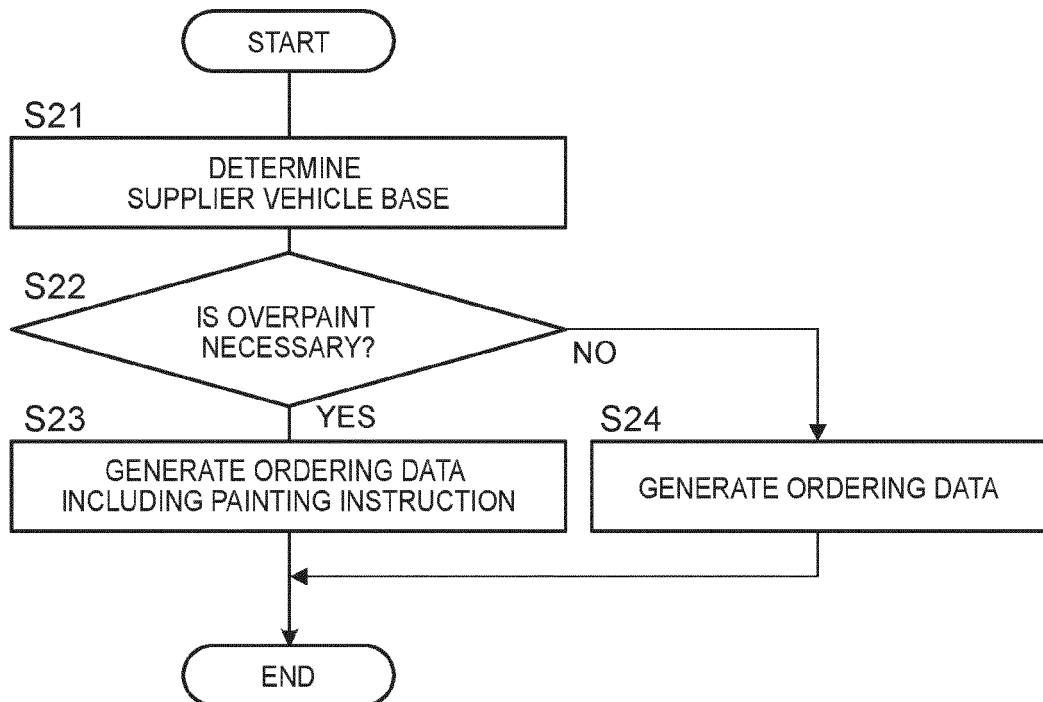 START
S21
DETERMINE
SUPPLIER VEHICLE BASE
S22
IS OVERPAINT
NECESSARY?
NO
YES
S23
GENERATE ORDERING DATA
INCLUDING PAINTING INSTRUCTION
S24
GENERATE ORDERING DATA
END